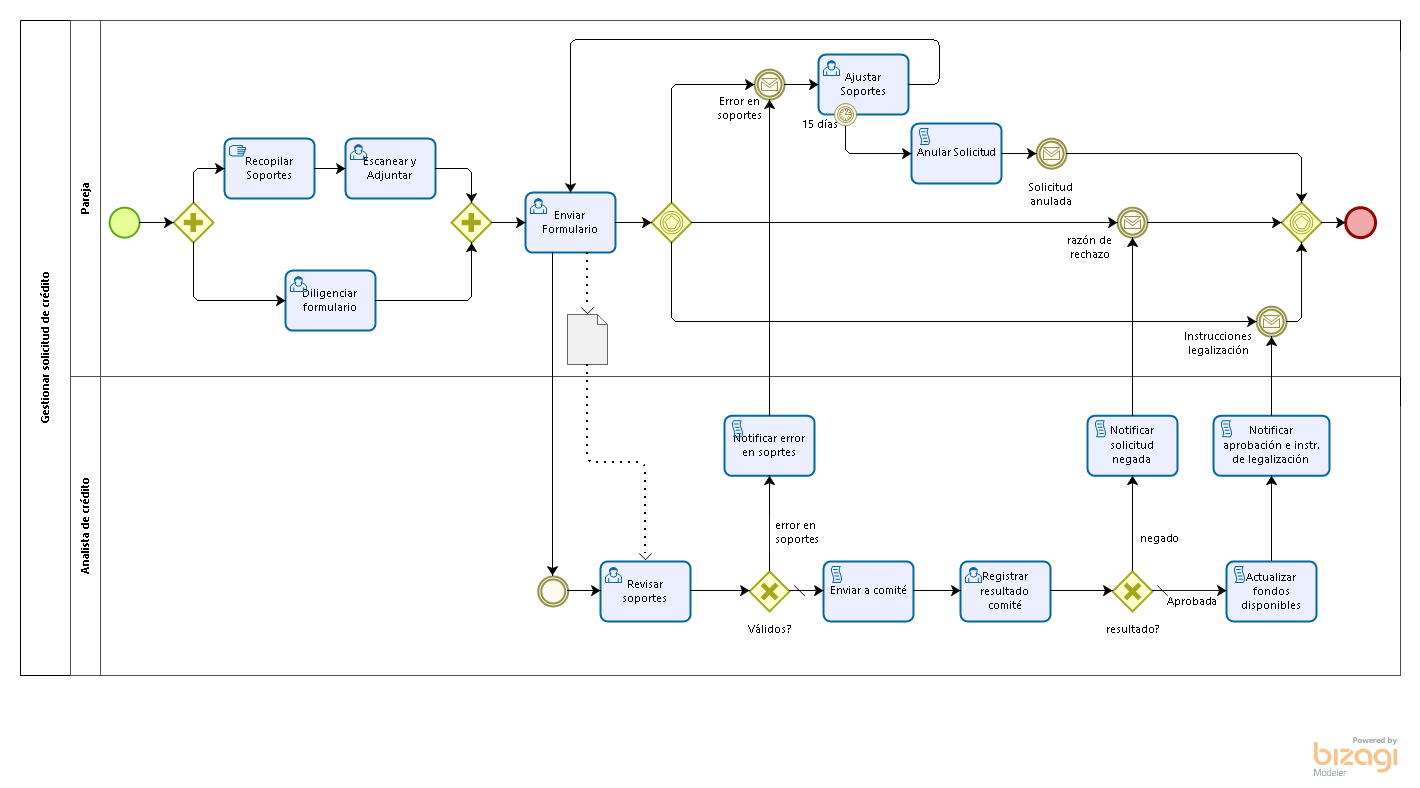 Gestionar solicitud de crédito
Pareja
Recopilar
Soportes
Escanear y
Adjuntar
Diligenciar
formulario
Enviar
Formulario
Error en
soportes
Ajustar
Soportes
15 días
Anular Solicitud
Solicitud
anulada
razón de
rechazo
Instrucciones
legalización
Analista de crédito
Notificar error
en soprtes
Notificar
solicitud
negada
Notificar
aprobación e instr.
de legalización
error en
soportes
negado
Revisar
soportes
Válidos?
Enviar a comité
Registrar
resultado
comité
resultado?
Aprobada
Actualizar
fondos
disponibles
Powered by
bizagi
Modeler